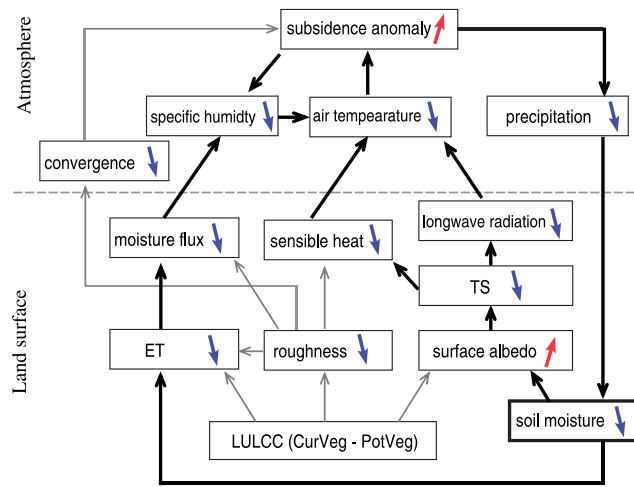 Atmosphere
subsidence anomaly
specific humidty
air tempearature
precipitation
convergence
Land surface
moisture flux
sensible heat
longwave radiation
TS
ET
roughness
surface albedo
soil moisture
LULCC (CurVeg - PotVeg)